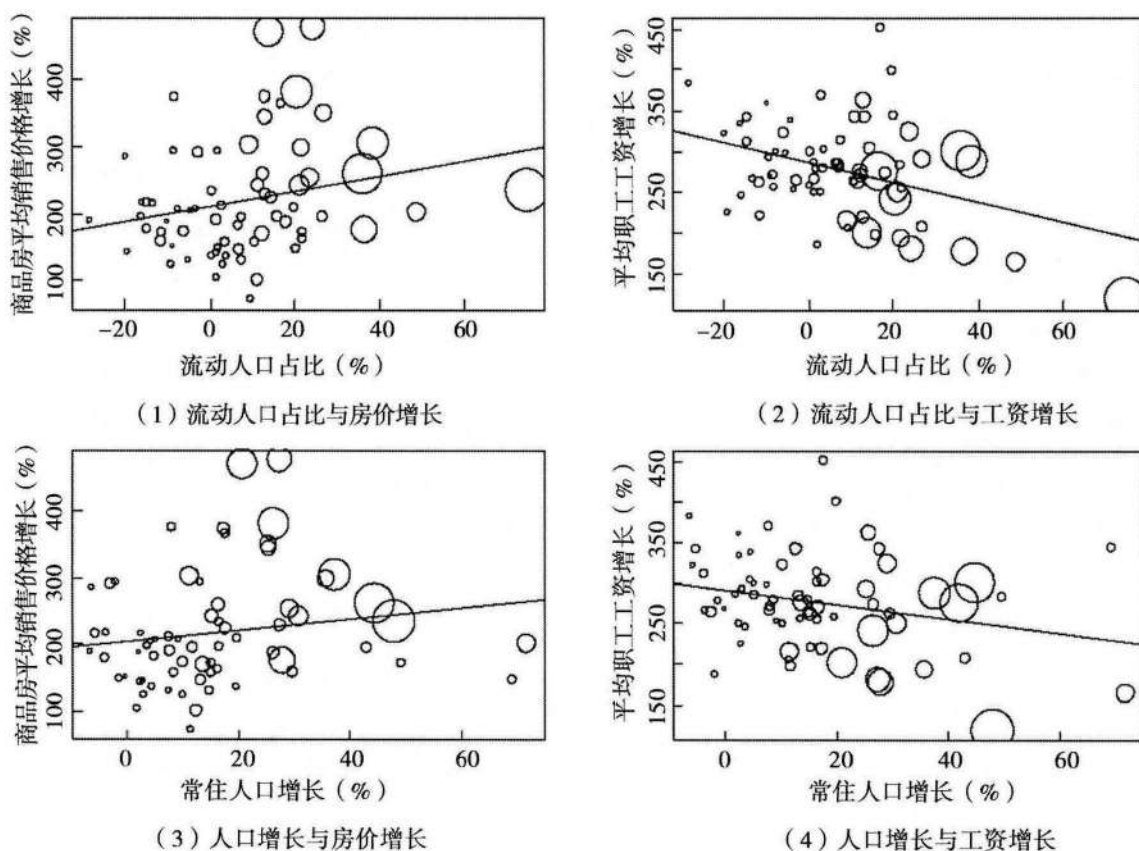 商品房平均销售价格增长（%）
400
300
200
100
-20
0
20
40
60
流动人口占比（%）
（1）流动人口占比与房价增长
平均职工工资增长（%）
450
350
250
150
-20
0
20
40
60
流动人口占比（%）
（2）流动人口占比与工资增长
商品房平均销售价格增长（%）
400
300
200
100
0
20
40
60
常住人口增长（%）
（3）人口增长与房价增长
平均职工工资增长（%）
450
350
250
150
0
20
40
60
常住人口增长（%）
（4）人口增长与工资增长